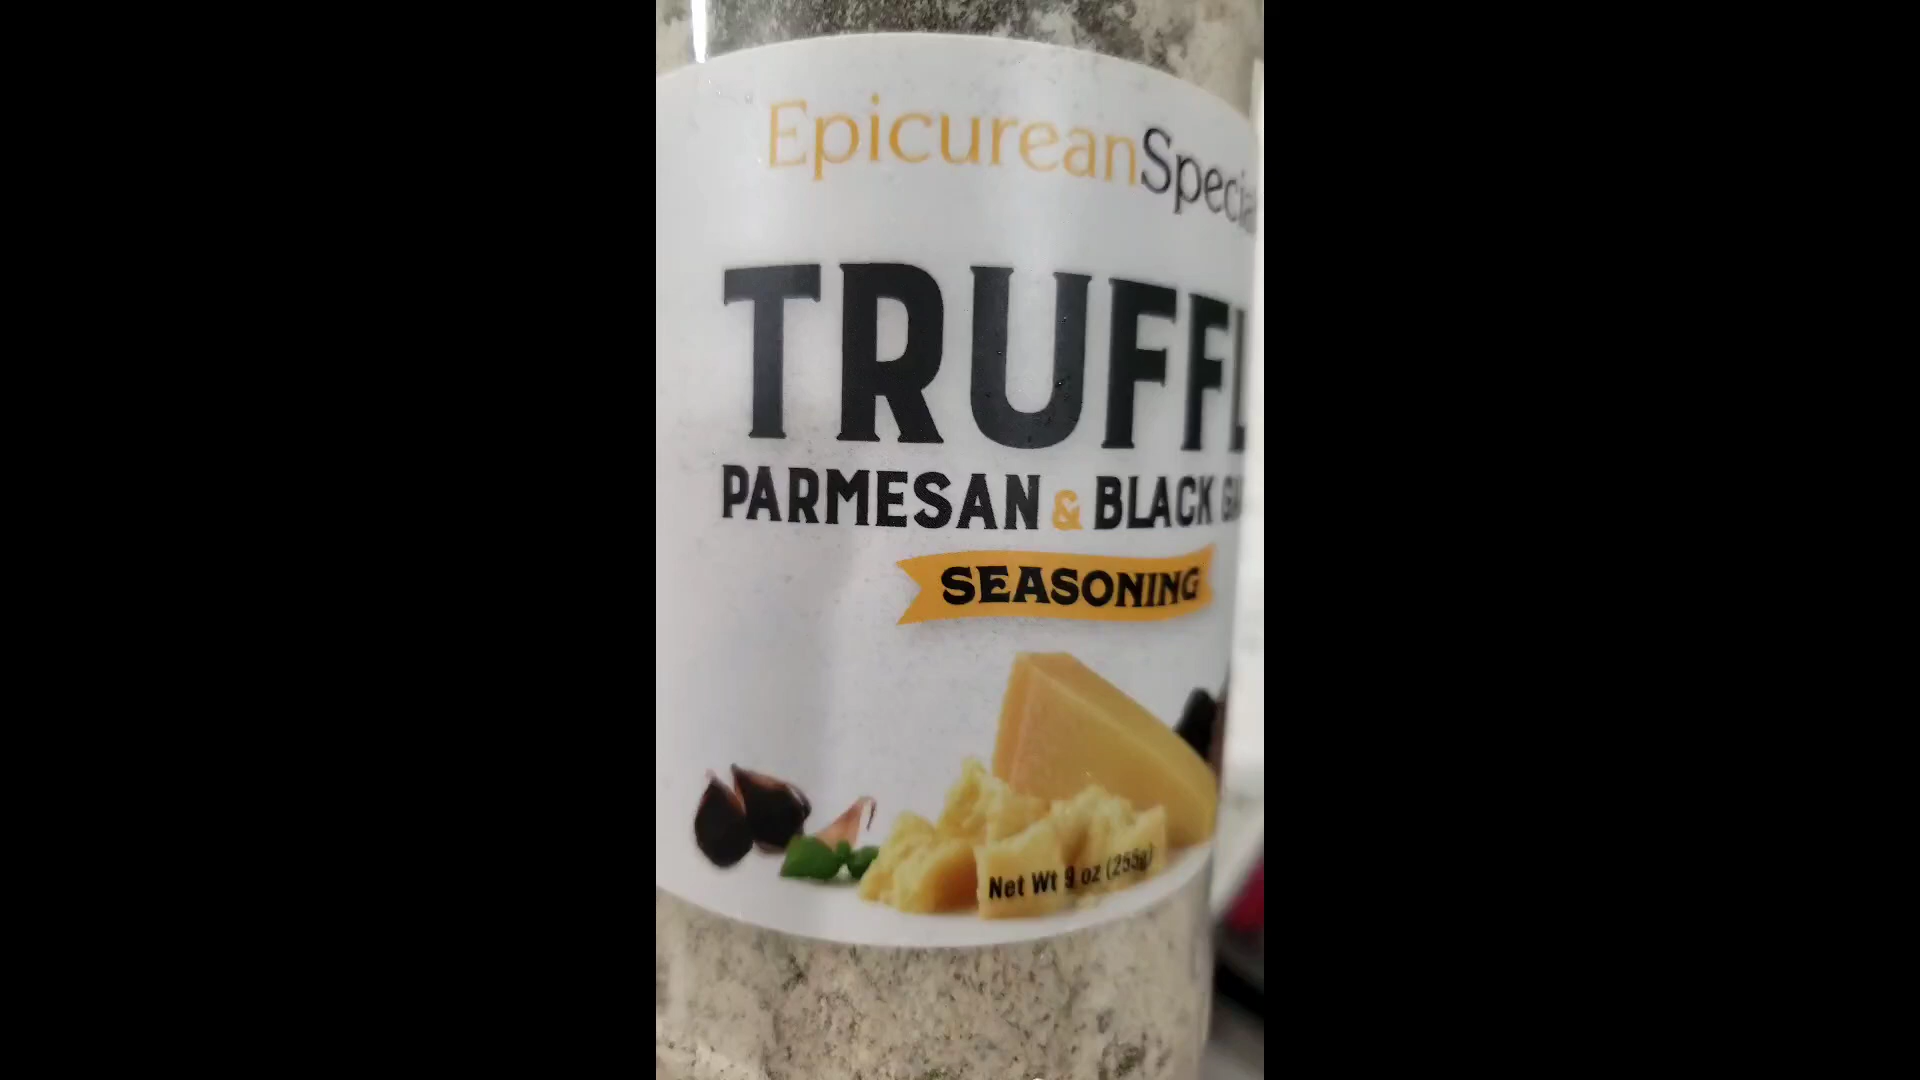 EpicureanSpecia
TRUFFL
PARMESAN & BLACK GA
SEASONING
Net Wt 9 oz (255g)